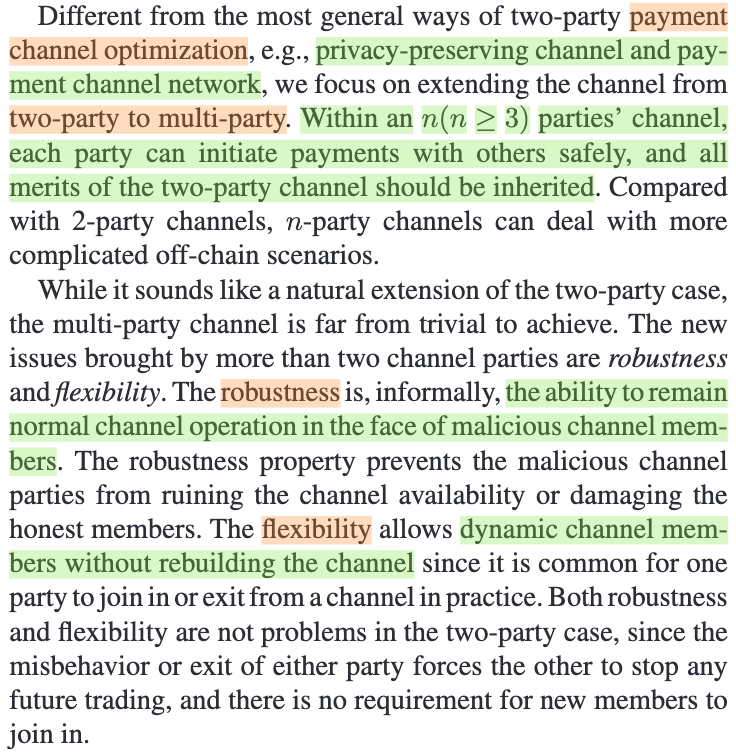 Different from the most general ways of two-party payment
channel optimization, e.g., privacy-preserving channel and pay-
ment channel network, we focus on extending the channel from
two-party to multi-party. Within an n(n ≥ 3) parties' channel,
each party can initiate payments with others safely, and all
merits of the two-party channel should be inherited. Compared
with 2-party channels, n-party channels can deal with more
complicated off-chain scenarios.
While it sounds like a natural extension of the two-party case,
the multi-party channel is far from trivial to achieve. The new
issues brought by more than two channel parties are robustness
and flexibility. The robustness is, informally, the ability to remain
normal channel operation in the face of malicious channel mem-
bers. The robustness property prevents the malicious channel
parties from ruining the channel availability or damaging the
honest members. The flexibility allows dynamic channel mem-
bers without rebuilding the channel since it is common for one
party to join in or exit from a channel in practice. Both robustness
and flexibility are not problems in the two-party case, since the
misbehavior or exit of either party forces the other to stop any
future trading, and there is no requirement for new members to
join in.